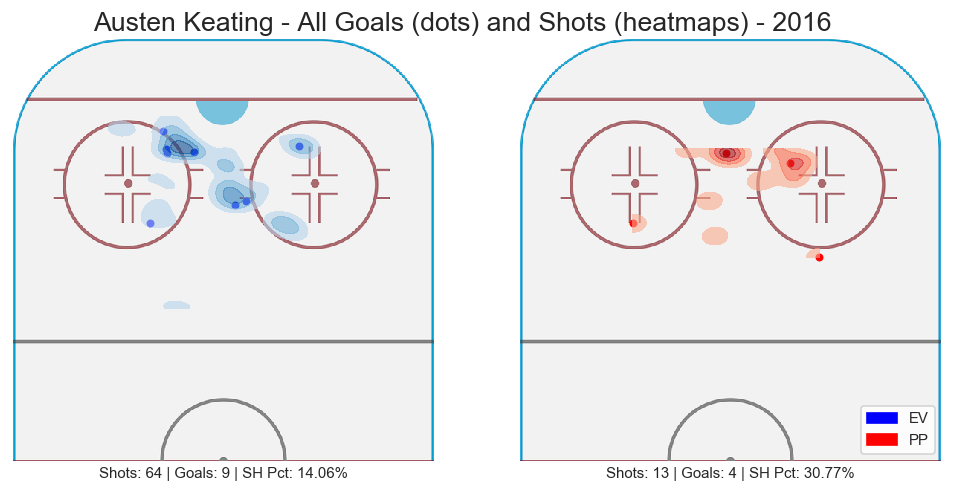 Austen Keating - All Goals (dots) and Shots (heatmaps) - 2016
EV
PP
Shots: 64 | Goals: 9 | SH Pct: 14.06%
Shots: 13 | Goals: 4 | SH Pct: 30.77%